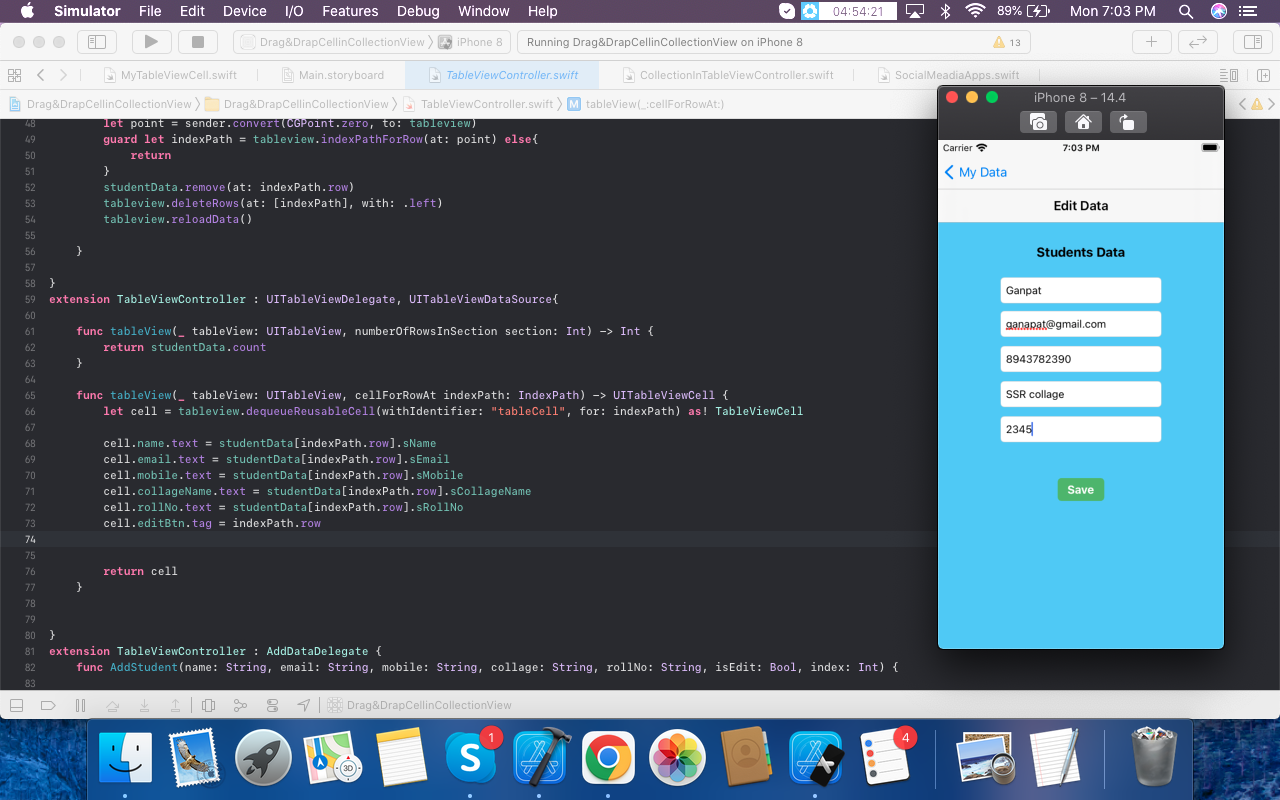 Simulator File Edit Device I/O Features Debug Window Help 04:54:21 89% Mon 7:03 PM
Drag&DrapCellinCollectionView 〉 iPhone 8 Running Drag&DrapCellinCollectionView on iPhone 8 13
MyTableViewCell.swift Main.storyboard TableViewController.swift CollectionInTableViewController.swift SocialMeadiaApps.swift
Drag&DrapCellinCollectionView 〉 Drag&DrapCellinCollectionView 〉 TableViewController.swift 〉 M tableView(_:cellForRowAt:)
48 let point = sender.convert(CGPoint.zero, to: tableview)
49 guard let indexPath = tableview.indexPathForRow(at: point) else{
50 return
51 }
52 studentData.remove(at: indexPath.row)
53 tableview.deleteRows(at: [indexPath], with: .left)
54 tableview.reloadData()
55
56 }
57
58 }
59 extension TableViewController : UITableViewDelegate, UITableViewDataSource{
60
61 func tableView(_ tableView: UITableView, numberOfRowsInSection section: Int) -> Int {
62 return studentData.count
63 }
64
65 func tableView(_ tableView: UITableView, cellForRowAt indexPath: IndexPath) -> UITableViewCell {
66 let cell = tableview.dequeueReusableCell(withIdentifier: "tableCell", for: indexPath) as! TableViewCell
67
68 cell.name.text = studentData[indexPath.row].sName
69 cell.email.text = studentData[indexPath.row].sEmail
70 cell.mobile.text = studentData[indexPath.row].sMobile
71 cell.collageName.text = studentData[indexPath.row].sCollageName
72 cell.rollNo.text = studentData[indexPath.row].sRollNo
73 cell.editBtn.tag = indexPath.row
74
75
76 return cell
77 }
78
79
80 }
81 extension TableViewController : AddDataDelegate {
82 func AddStudent(name: String, email: String, mobile: String, collage: String, rollNo: String, isEdit: Bool, index: Int) {
83
Drag&DrapCellinCollectionView
iPhone 8 – 14.4
Carrier 7:03 PM
My Data
Edit Data
Students Data
Ganpat
ganapat@gmail.com
8943782390
SSR collage
2345
Save
1
4
3D